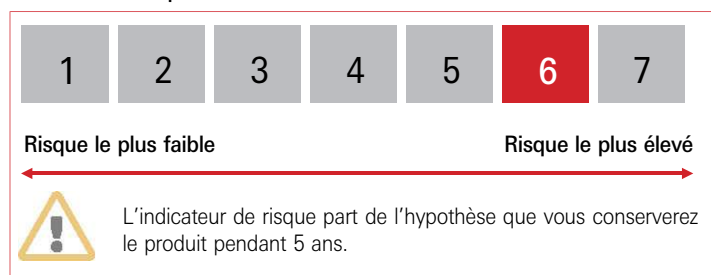 1 2 3 4 5 6 7
Risque le plus faible Risque le plus élevé
L'indicateur de risque part de l'hypothèse que vous conserverez
le produit pendant 5 ans.